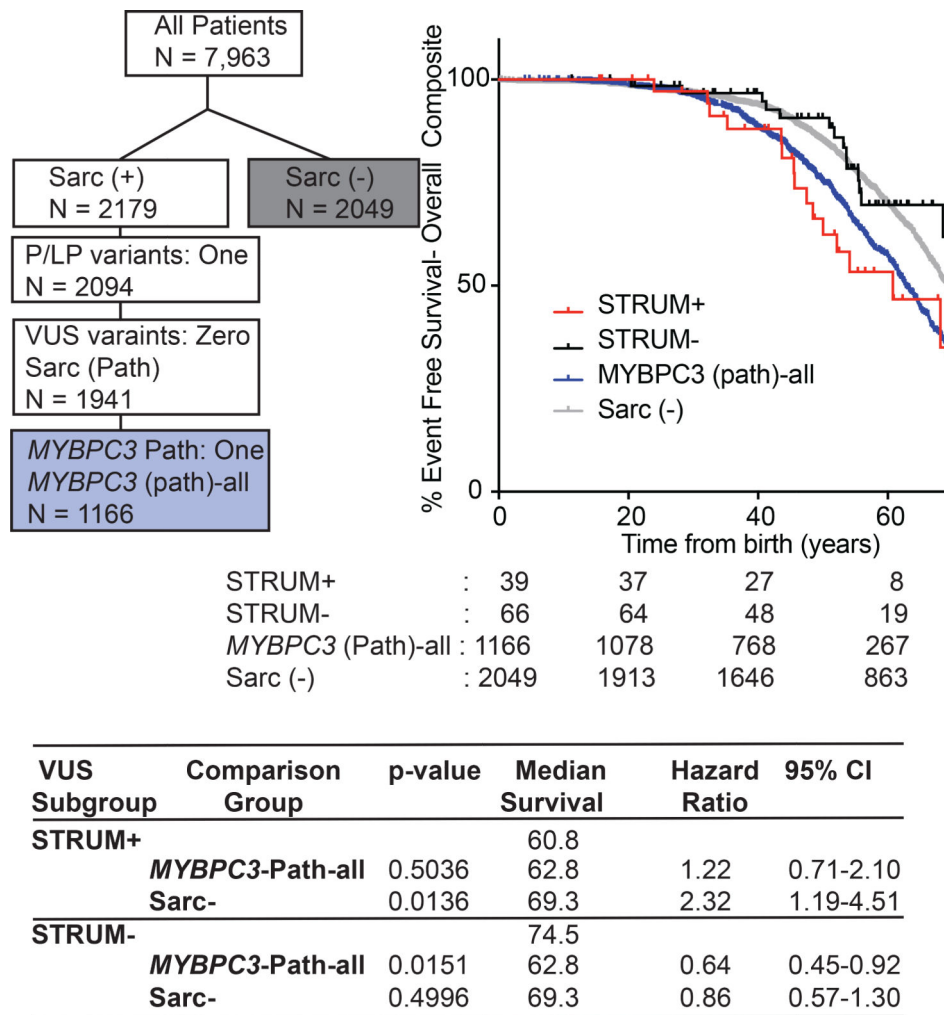 All Patients
N = 7,963
Sarc (+)
N = 2179
Sarc (-)
N = 2049
P/LP variants: One
N = 2094
VUS varaints: Zero
Sarc (Path)
N = 1941
MYBPC3 Path: One
MYBPC3 (path)-all
N = 1166
% Event Free Survival- Overall Composite
100
50
0
STRUM+
STRUM-
MYBPC3 (path)-all
Sarc (-)
0 20 40 60
Time from birth (years)
STRUM+ : 39 37 27 8
STRUM- : 66 64 48 19
MYBPC3 (Path)-all : 1166 1078 768 267
Sarc (-) : 2049 1913 1646 863
VUS Comparison p-value Median Hazard 95% CI
Subgroup Group Survival Ratio
STRUM+ 60.8
MYBPC3-Path-all 0.5036 62.8 1.22 0.71-2.10
Sarc- 0.0136 69.3 2.32 1.19-4.51
STRUM- 74.5
MYBPC3-Path-all 0.0151 62.8 0.64 0.45-0.92
Sarc- 0.4996 69.3 0.86 0.57-1.30